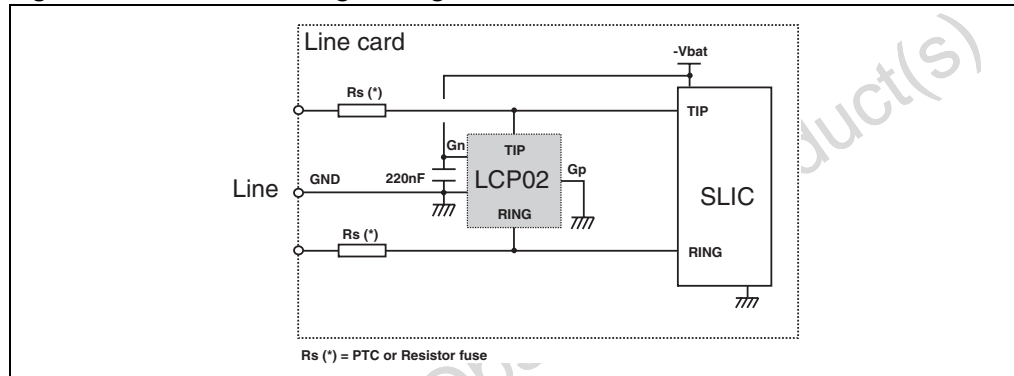 Line card
-Vbat
Rs (*)
TIP
Gn
TIP
Gp
220nF
LCP02
SLIC
Line
GND
RING
Rs (*)
RING
Rs (*) = PTC or Resistor fuse